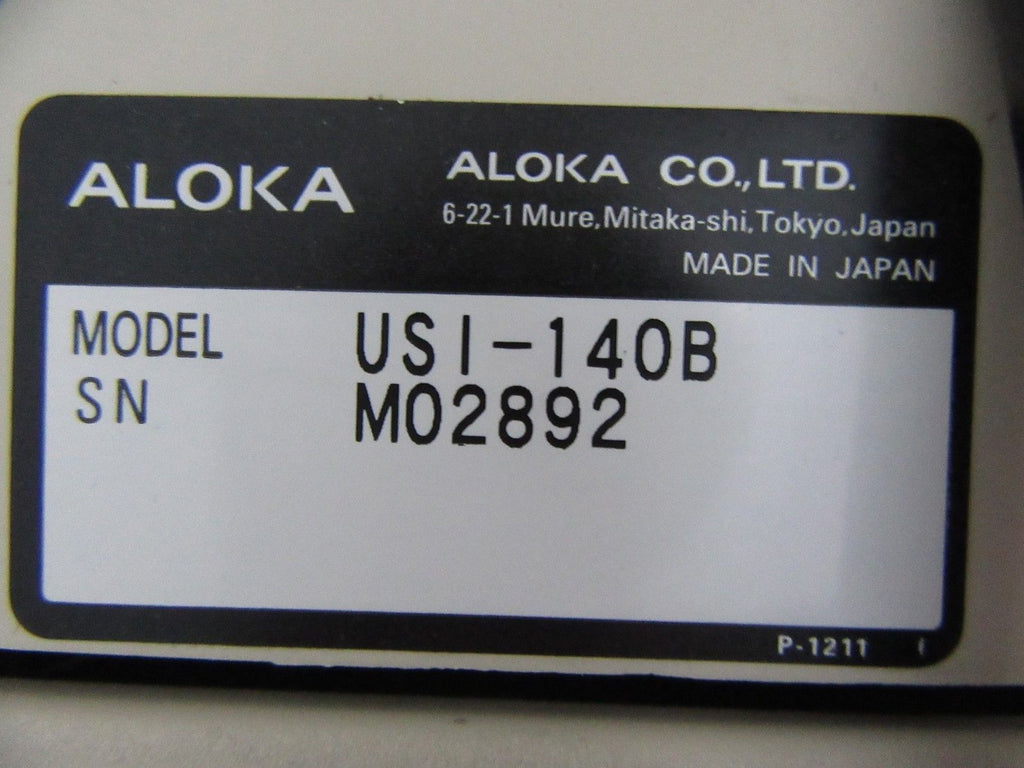 ALOKA
ALOKA CO.,LTD.
6-22-1 Mure,Mitaka-shi,Tokyo,Japan
MADE IN JAPAN
MODEL USI-140B
SN M02892
P-1211